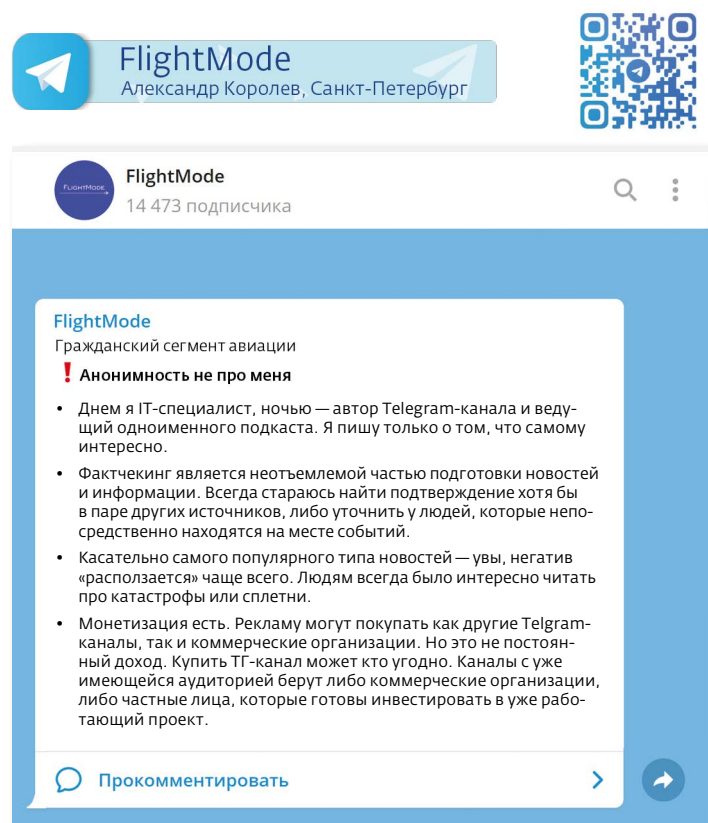 FlightMode
Александр Королев, Санкт-Петербург
FLIGHTMODE
FlightMode
14 473 подписчика
FlightMode
Гражданский сегмент авиации
❗ Анонимность не про меня
• Днем я IT-специалист, ночью — автор Telegram-канала и веду-
щий одноименного подкаста. Я пишу только о том, что самому
интересно.
• Фактчекинг является неотъемлемой частью подготовки новостей
и информации. Всегда стараюсь найти подтверждение хотя бы
в паре других источников, либо уточнить у людей, которые непо-
средственно находятся на месте событий.
• Касательно самого популярного типа новостей — увы, негатив
«расползается» чаще всего. Людям всегда было интересно читать
про катастрофы или сплетни.
• Монетизация есть. Рекламу могут покупать как другие Telgram-
каналы, так и коммерческие организации. Но это не постоян-
ный доход. Купить ТГ-канал может кто угодно. Каналы с уже
имеющейся аудиторией берут либо коммерческие организации,
либо частные лица, которые готовы инвестировать в уже рабо-
тающий проект.
Прокомментировать